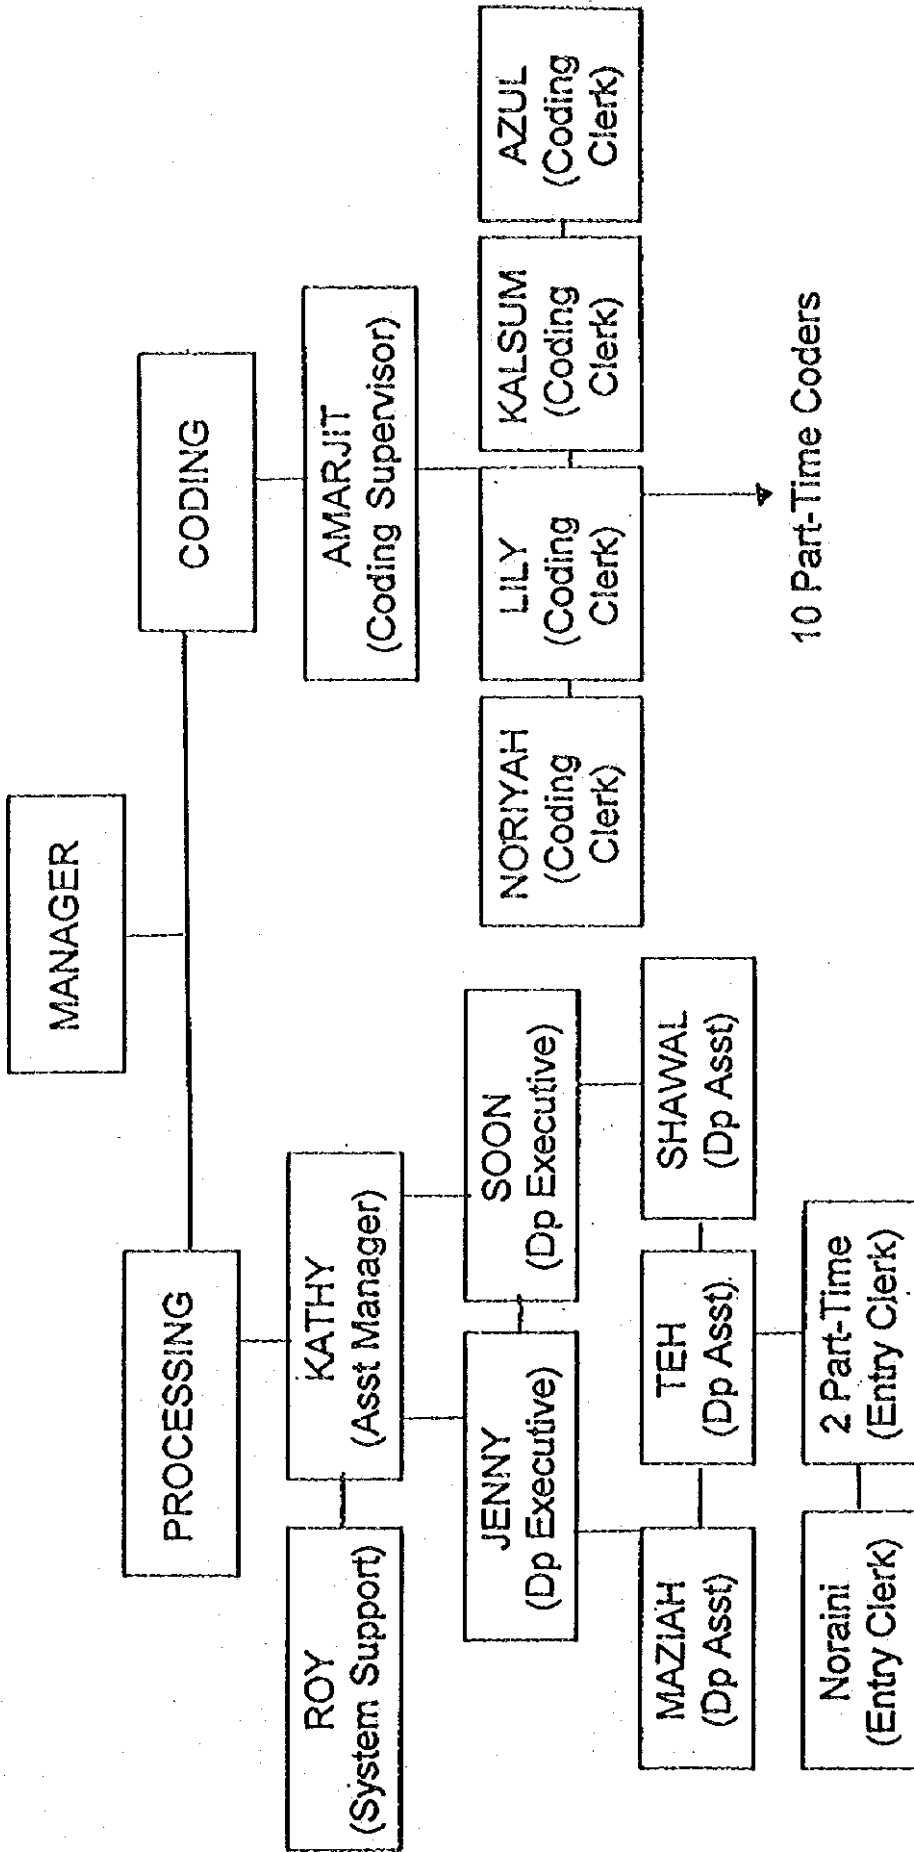 MANAGER
PROCESSING
CODING
ROY
(System Support)
KATHY
(Asst Manager)
AMARJIT
(Coding Supervisor)
JENNY
(Dp Executive)
SOON
(Dp Executive)
NORIYAH
(Coding
Clerk)
LILY
(Coding
Clerk)
KALSUM
(Coding
Clerk)
AZUL
(Coding
Clerk)
MAZIAH
(Dp Asst)
TEH
(Dp Asst).
SHAWAL
(Dp Asst)
10 Part-Time Coders
Noraini
(Entry Clerk)
2 Part-Time
(Entry Clerk)